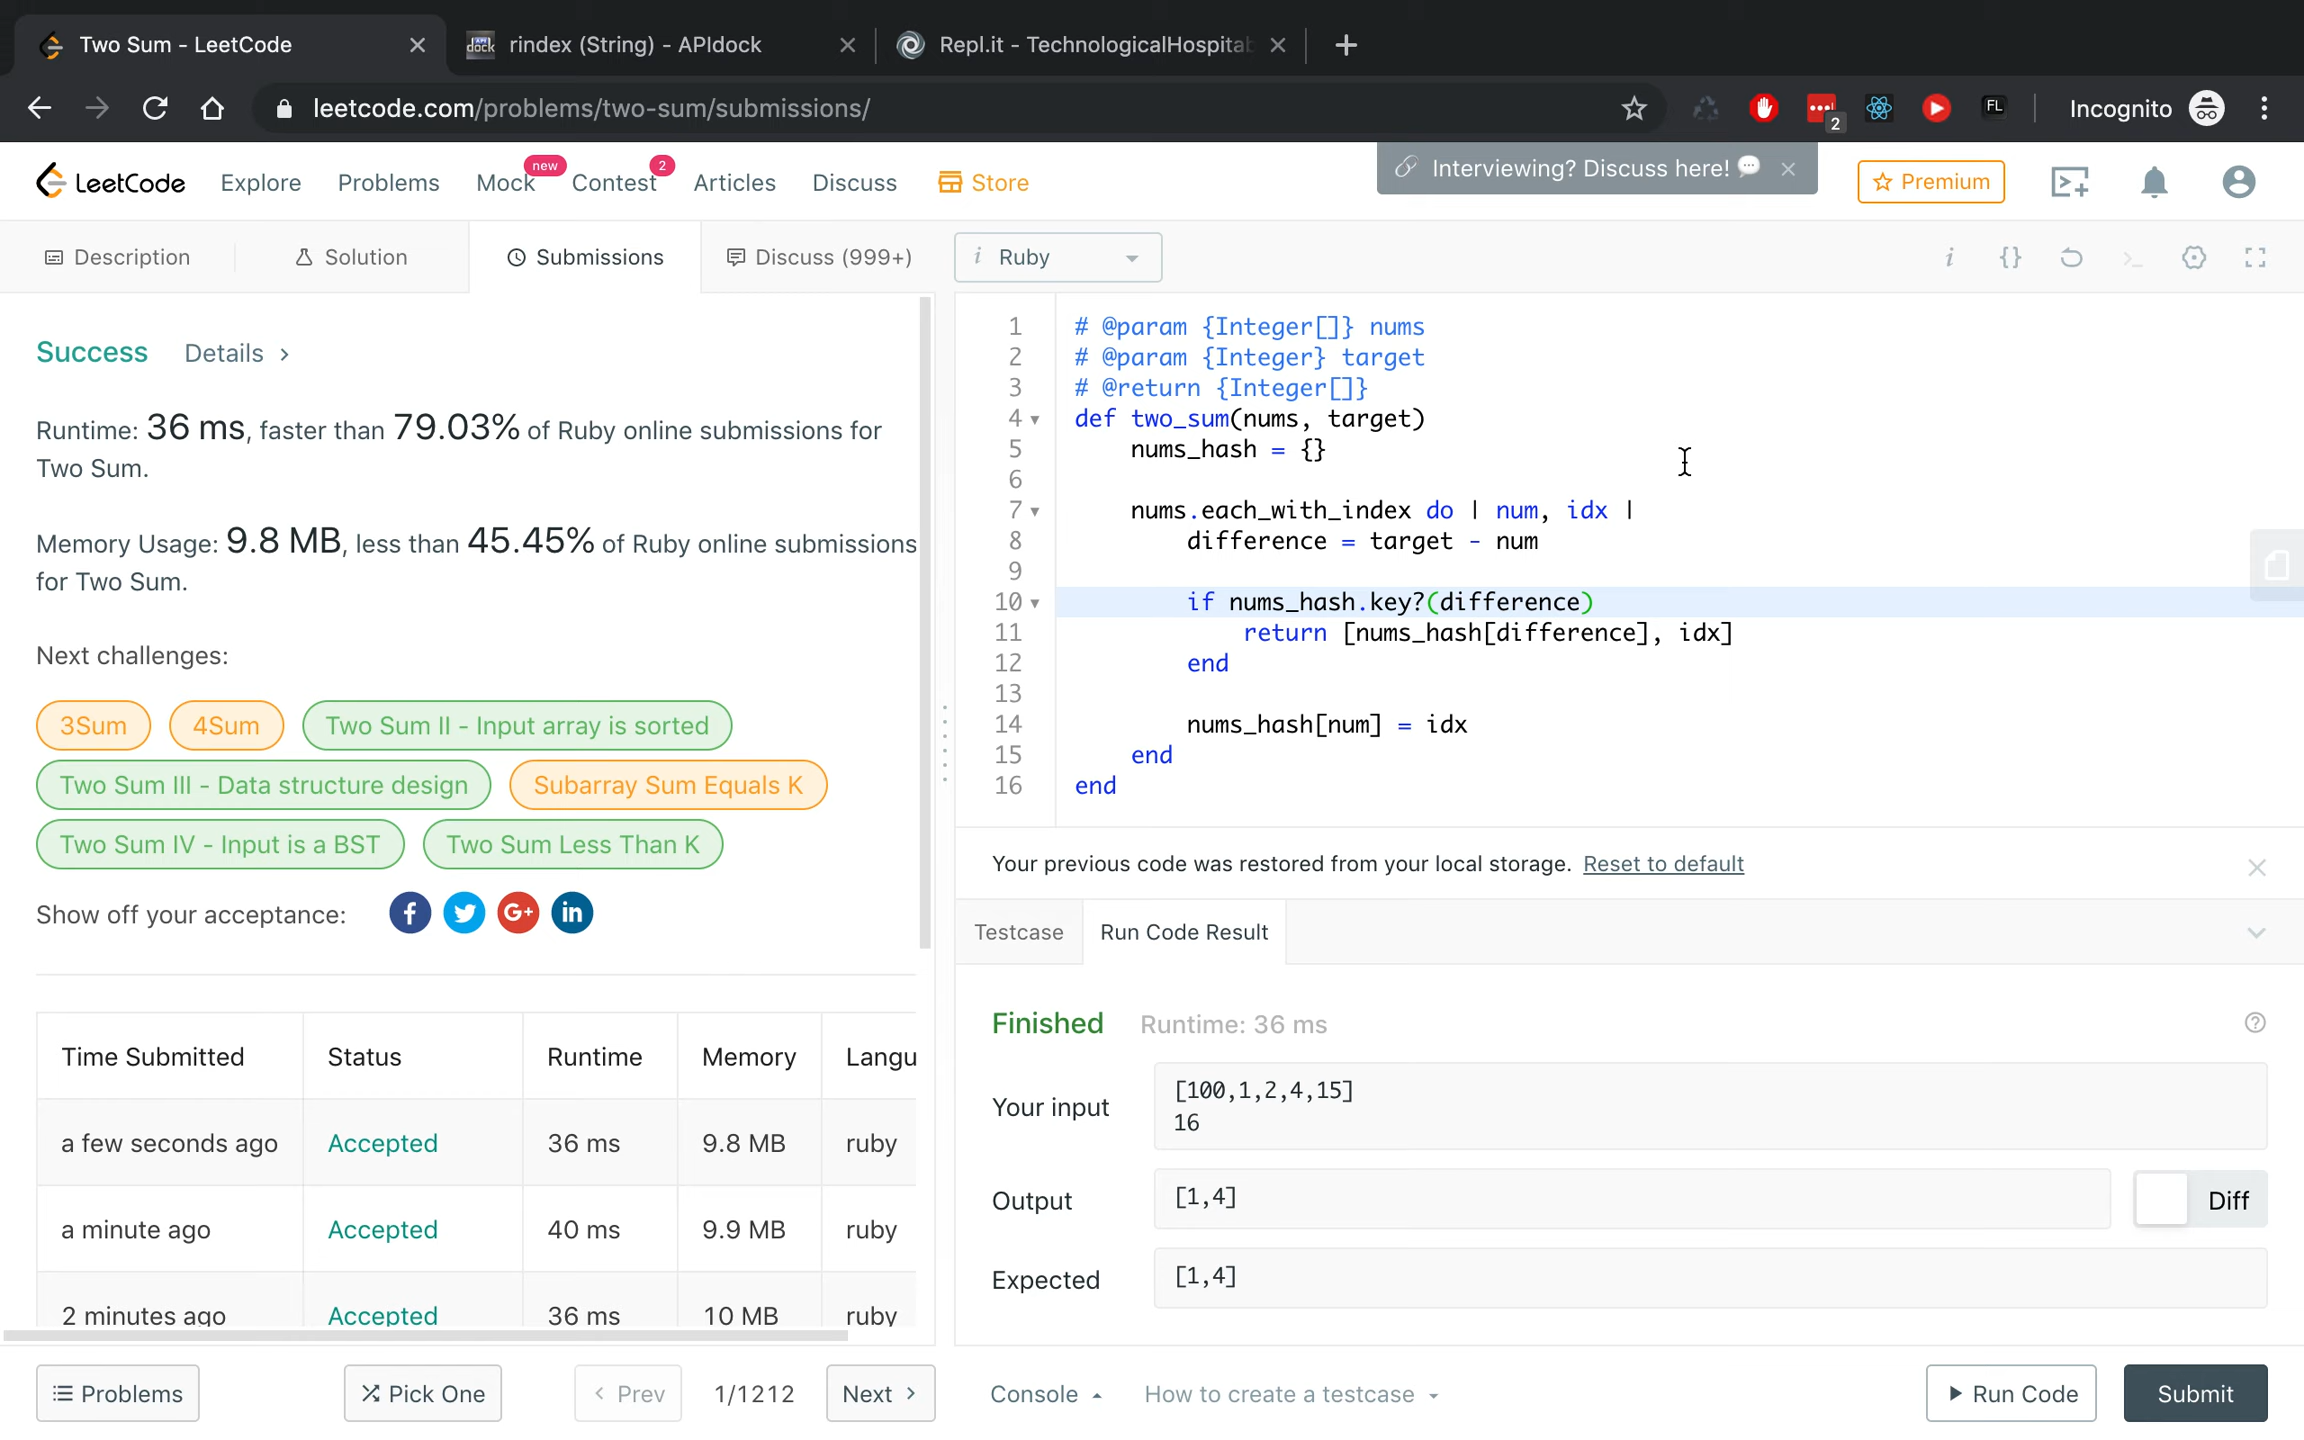 Two Sum - LeetCode
rindex (String) - APIdock
Repl.it - TechnologicalHospita
leetcode.com/problems/two-sum/submissions/
2
FL
Incognito
LeetCode
Explore
Problems
Mock
new
Contest
2
Articles
Discuss
Store
Interviewing? Discuss here!
Premium
Description
Solution
Submissions
Discuss (999+)
i Ruby
i {}
Success Details >
Runtime: 36 ms, faster than 79.03% of Ruby online submissions for
Two Sum.
Memory Usage: 9.8 MB, less than 45.45% of Ruby online submissions
for Two Sum.
Next challenges:
3Sum
4Sum
Two Sum II - Input array is sorted
Two Sum III - Data structure design
Subarray Sum Equals K
Two Sum IV - Input is a BST
Two Sum Less Than K
Show off your acceptance:
f
G+
in
Time Submitted Status Runtime Memory Langu
a few seconds ago Accepted 36 ms 9.8 MB ruby
a minute ago Accepted 40 ms 9.9 MB ruby
2 minutes ago Accepted 36 ms 10 MB ruby
Problems
Pick One
Prev
1/1212
Next
1 # @param {Integer[]} nums
2 # @param {Integer} target
3 # @return {Integer[]}
4 def two_sum(nums, target)
5 nums_hash = {}
6
7 nums.each_with_index do | num, idx |
8 difference = target - num
9
10 if nums_hash.key?(difference)
11 return [nums_hash[difference], idx]
12 end
13
14 nums_hash[num] = idx
15 end
16 end
Your previous code was restored from your local storage. Reset to default
Testcase
Run Code Result
Finished Runtime: 36 ms
Your input
[100,1,2,4,15]
16
Output
[1,4]
Diff
Expected
[1,4]
Console
How to create a testcase
Run Code
Submit